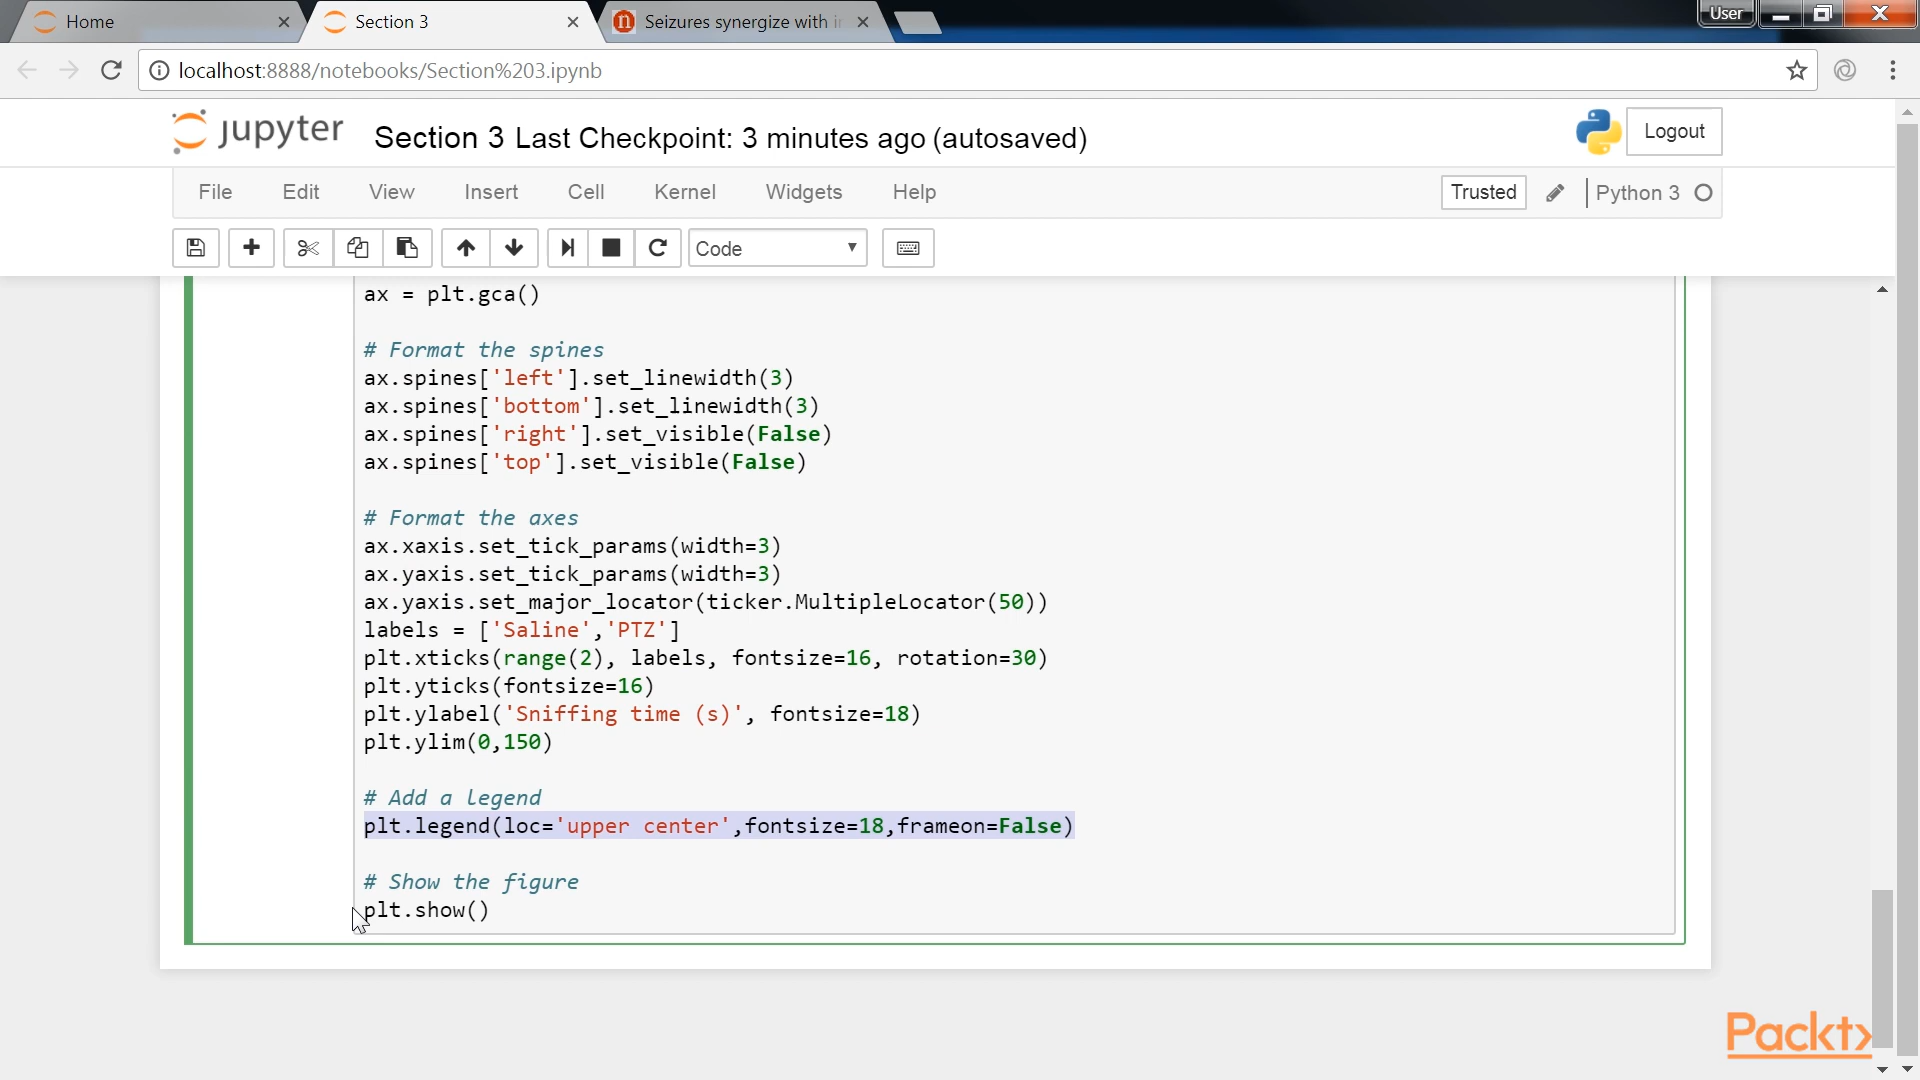 Home
Section 3
Seizures synergize with i
User
localhost:8888/notebooks/Section%203.ipynb
jupyter
Section 3 Last Checkpoint: 3 minutes ago (autosaved)
Logout
File Edit View Insert Cell Kernel Widgets Help
Trusted
Python 3
Code
ax = plt.gca()
# Format the spines
ax.spines['left'].set_linewidth(3)
ax.spines['bottom'].set_linewidth(3)
ax.spines['right'].set_visible(False)
ax.spines['top'].set_visible(False)
# Format the axes
ax.xaxis.set_tick_params(width=3)
ax.yaxis.set_tick_params(width=3)
ax.yaxis.set_major_locator(ticker.MultipleLocator(50))
labels = ['Saline','PTZ']
plt.xticks(range(2), labels, fontsize=16, rotation=30)
plt.yticks(fontsize=16)
plt.ylabel('Sniffing time (s)', fontsize=18)
plt.ylim(0,150)
# Add a legend
plt.legend(loc='upper center',fontsize=18,frameon=False)
# Show the figure
plt.show()
Packt